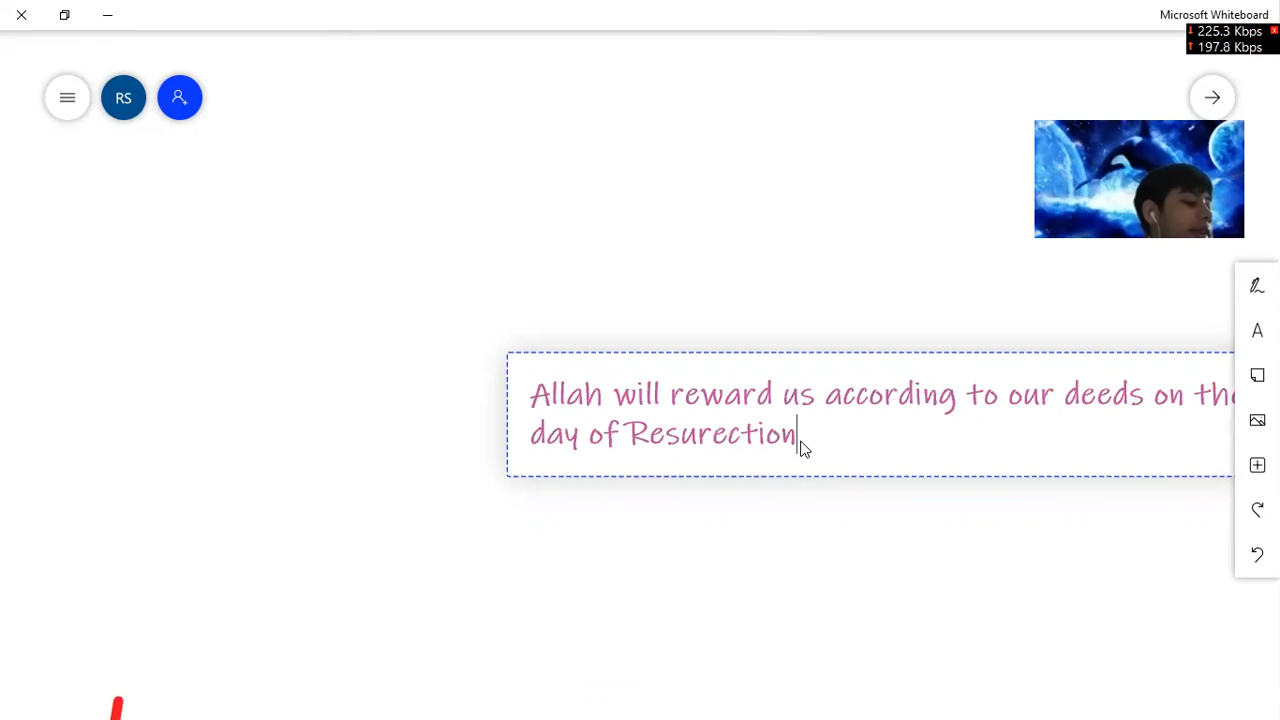 Microsoft Whiteboard
225.3 Kbps
197.8 Kbps
RS
Allah will reward us according to our deeds on the
day of Resurection